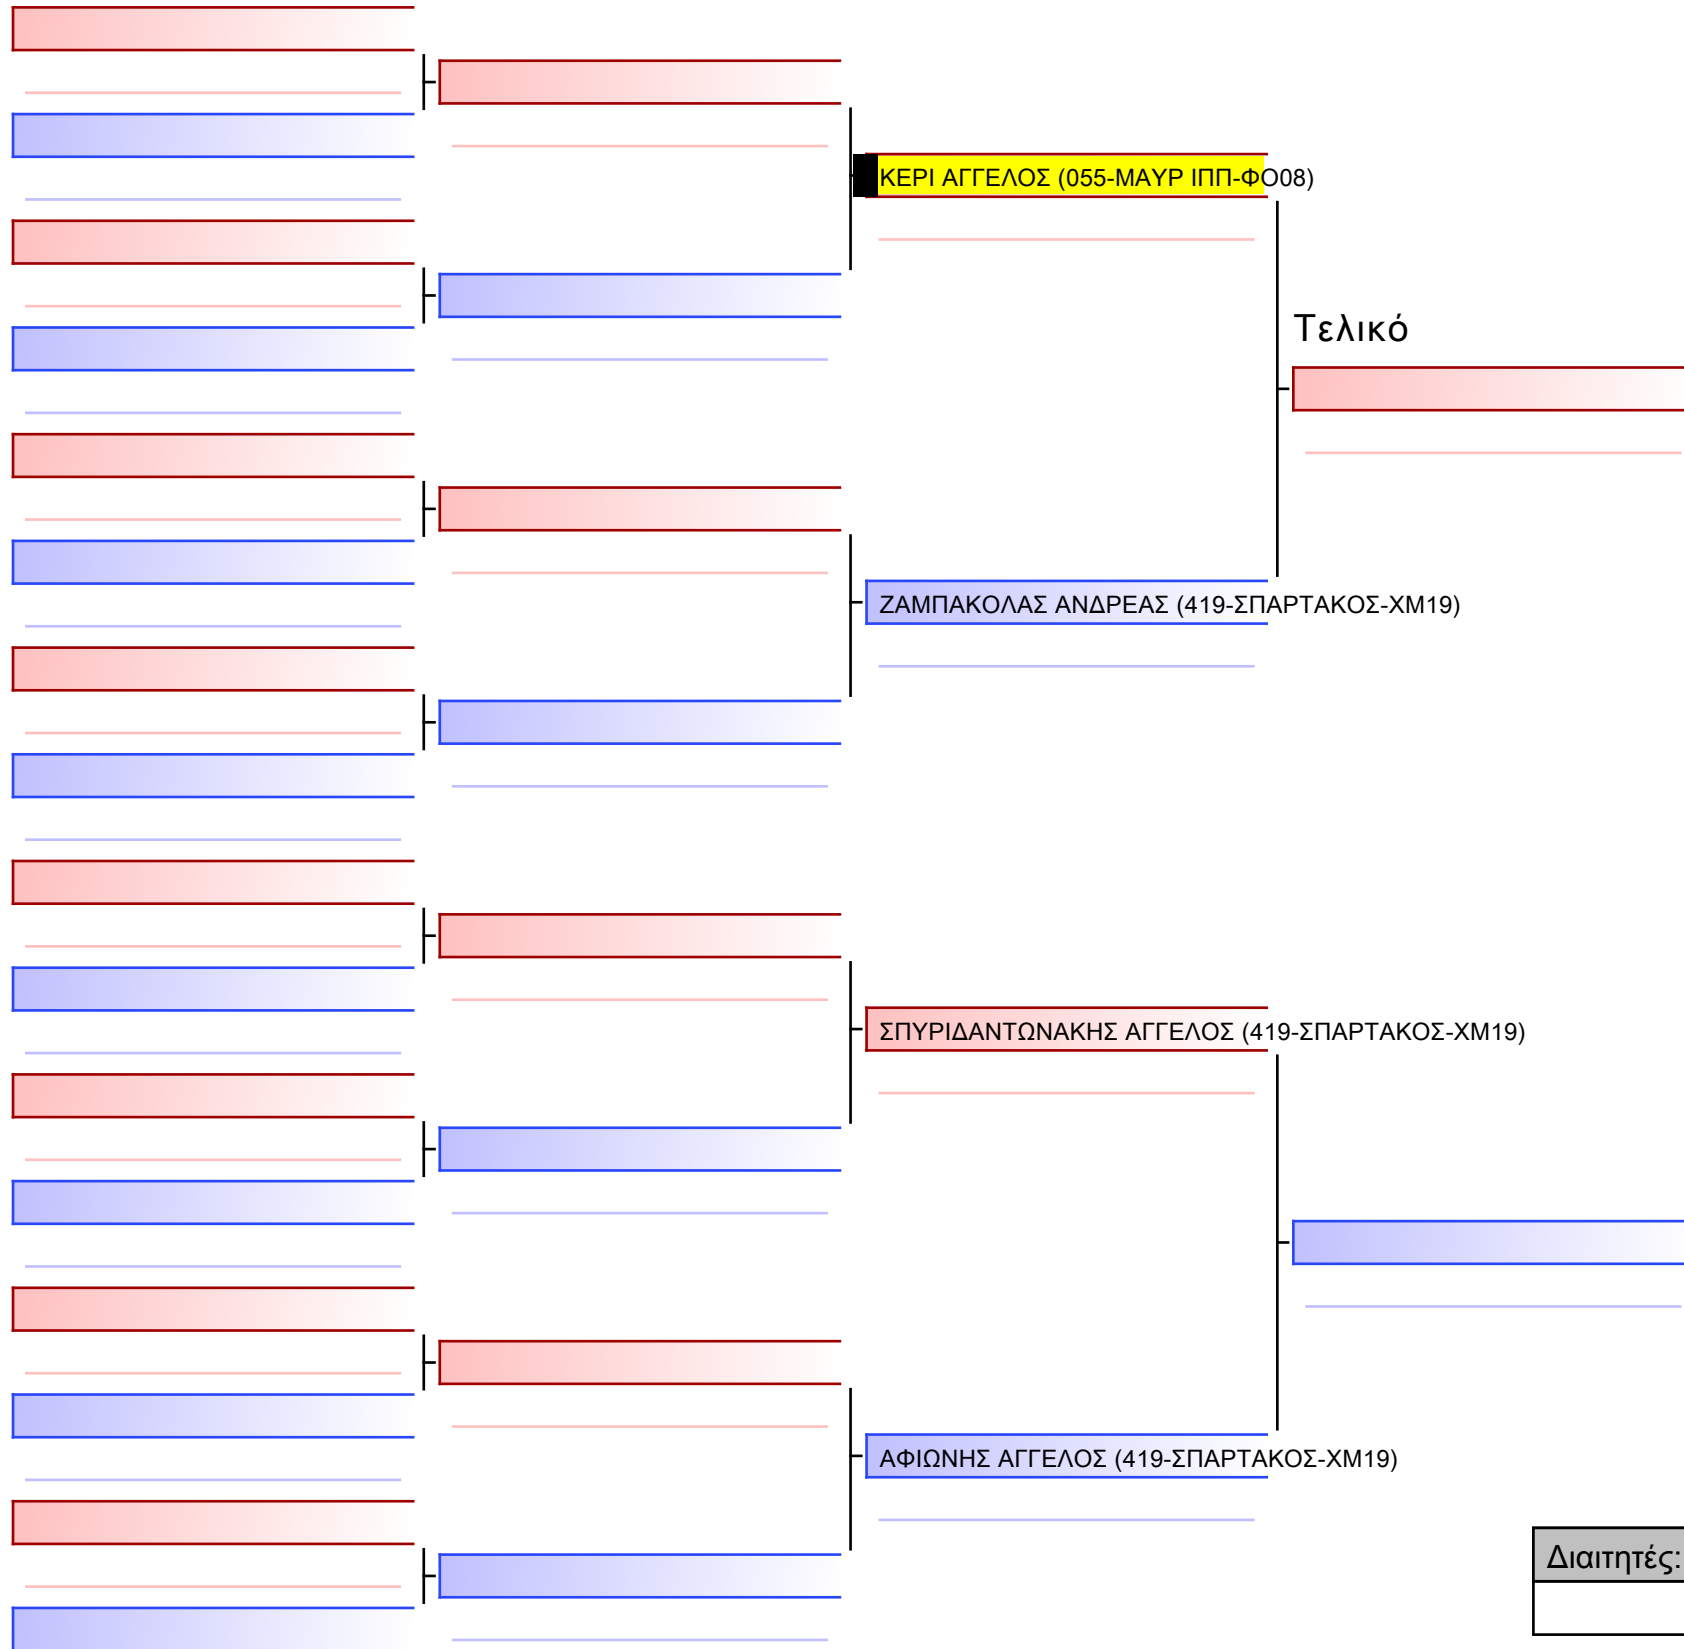 ΚΕΡΙ ΑΓΓΕΛΟΣ (055-ΜΑΥΡ ΙΠΠ-ΦΟ08)
Τελικό
ΖΑΜΠΑΚΟΛΑΣ ΑΝΔΡΕΑΣ (419-ΣΠΑΡΤΑΚΟΣ-ΧΜ19)
ΣΠΥΡΙΔΑΝΤΩΝΑΚΗΣ ΑΓΓΕΛΟΣ (419-ΣΠΑΡΤΑΚΟΣ-ΧΜ19)
ΑΦΙΩΝΗΣ ΑΓΓΕΛΟΣ (419-ΣΠΑΡΤΑΚΟΣ-ΧΜ19)
Διαιτητές: